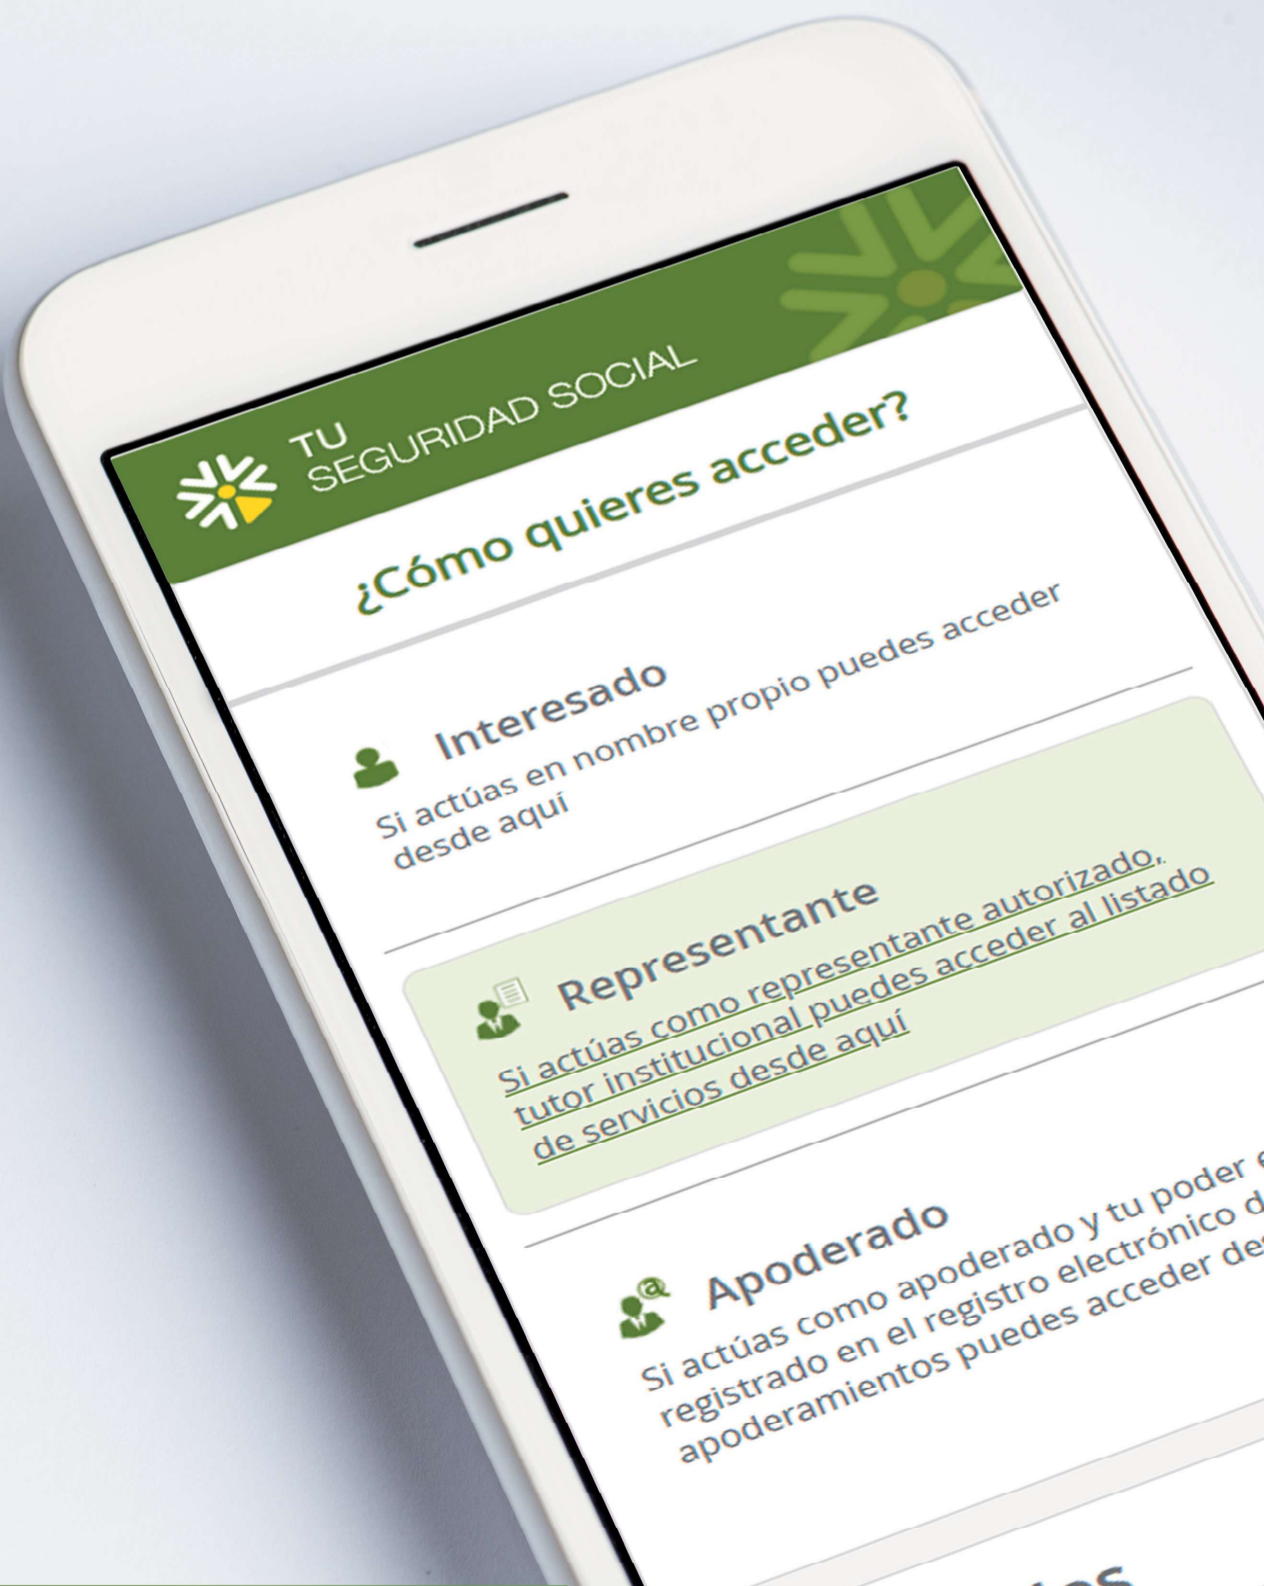 TU
SEGURIDAD SOCIAL
¿Cómo quieres acceder?
Interesado
Si actúas en nombre propio puedes acceder
desde aquí
Representante
Si actúas como representante autorizado,
tutor institucional puedes acceder al listado
de servicios desde aquí
Apoderado
Si actúas como apoderado y tu poder
registrado en el registro electrónico
apoderamientos puedes acceder